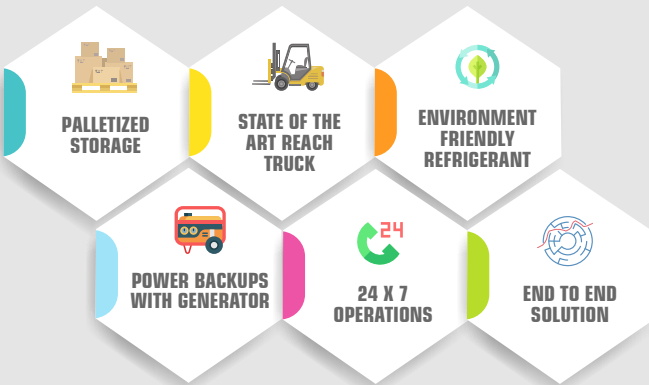 PALLETIZED
STORAGE
STATE OF THE
ART REACH
TRUCK
ENVIRONMENT
FRIENDLY
REFRIGERANT
POWER BACKUPS
WITH GENERATOR
24
24 X 7
OPERATIONS
END TO END
SOLUTION